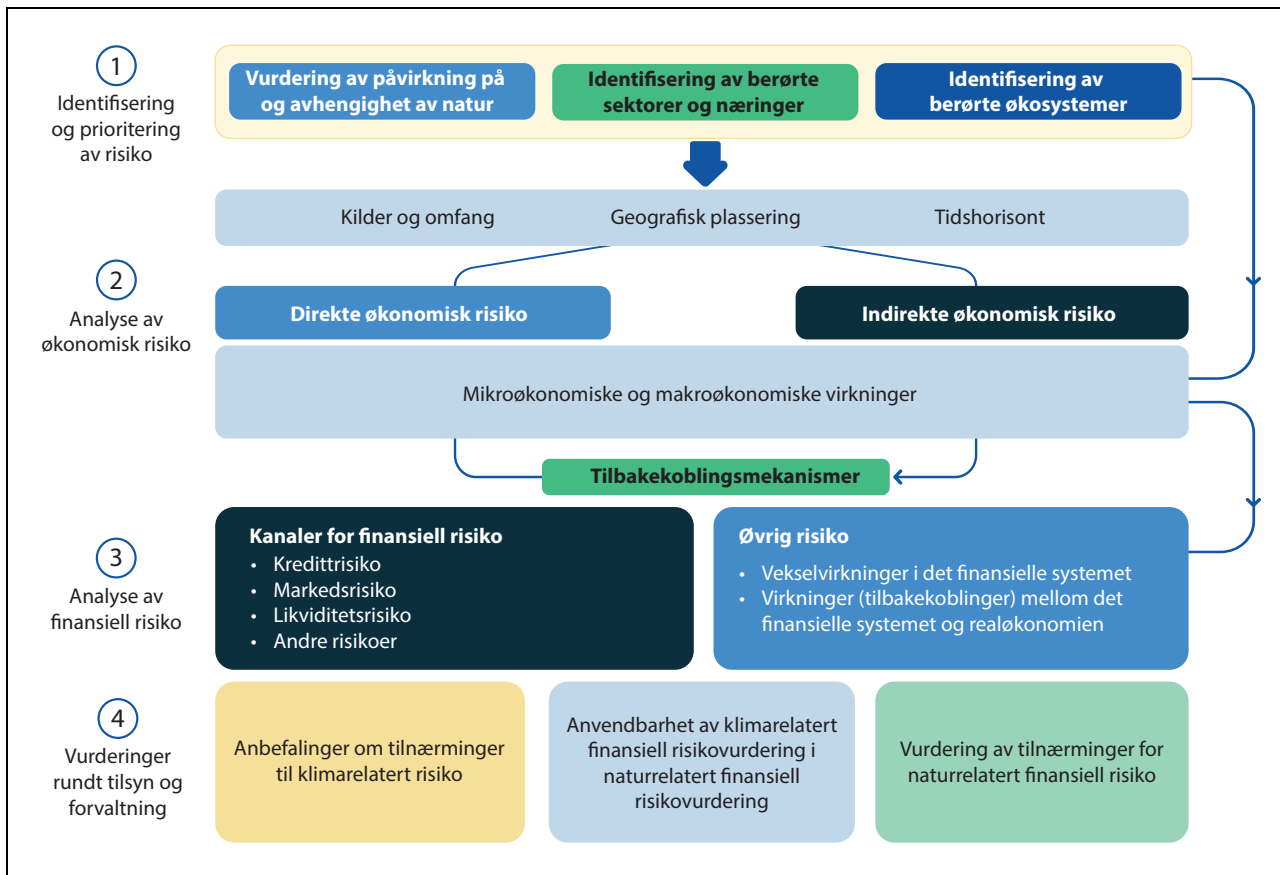 1
Identifisering
og prioritering
av risiko
Vurdering av påvirkning på
og avhengighet av natur
Identifisering av berørte
sektorer og næringer
Identifisering av
berørte økosystemer
Kilder og omfang
Geografisk plassering
Tidshorisont
2
Analyse av
økonomisk risiko
Direkte økonomisk risiko
Indirekte økonomisk risiko
Mikroøkonomiske og makroøkonomiske virkninger
Tilbakekoblingsmekanismer
3
Analyse av
finansiell risiko
Kanaler for finansiell risiko
• Kredittrisiko
• Markedsrisiko
• Likviditetsrisiko
• Andre risikoer
Øvrig risiko
• Vekselvirkninger i det finansielle systemet
• Virkninger (tilbakekoblinger) mellom det
finansielle systemet og realøkonomien
4
Vurderinger
rundt tilsyn og
forvaltning
Anbefalinger om tilnærminger
til klimarelatert risiko
Anvendbarhet av klimarelatert
finansiell risikovurdering i
naturrelatert finansiell
risikovurdering
Vurdering av tilnærminger for
naturrelatert finansiell risiko